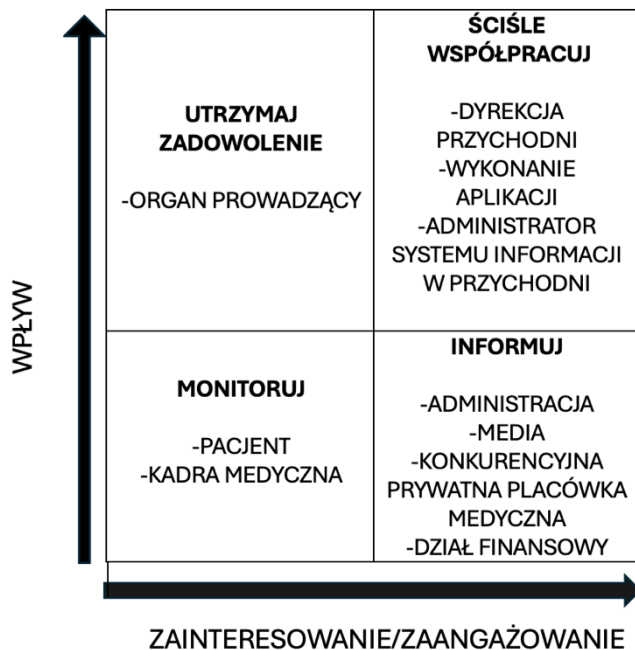 WPŁYW
UTRZYMAJ
ZADOWOLENIE
-ORGAN PROWADZĄCY
ŚCIŚLE
WSPÓŁPRACUJ
-DYREKCJA
PRZYCHODNI
-WYKONANIE
APLIKACJI
-ADMINISTRATOR
SYSTEMU INFORMACJI
W PRZYCHODNI
MONITORUJ
-PACJENT
-KADRA MEDYCZNA
INFORMUJ
-ADMINISTRACJA
-MEDIA
-KONKURENCYJNA
PRYWATNA PLACÓWKA
MEDYCZNA
-DZIAŁ FINANSOWY
ZAINTERESOWANIE/ZAANGAŻOWANIE